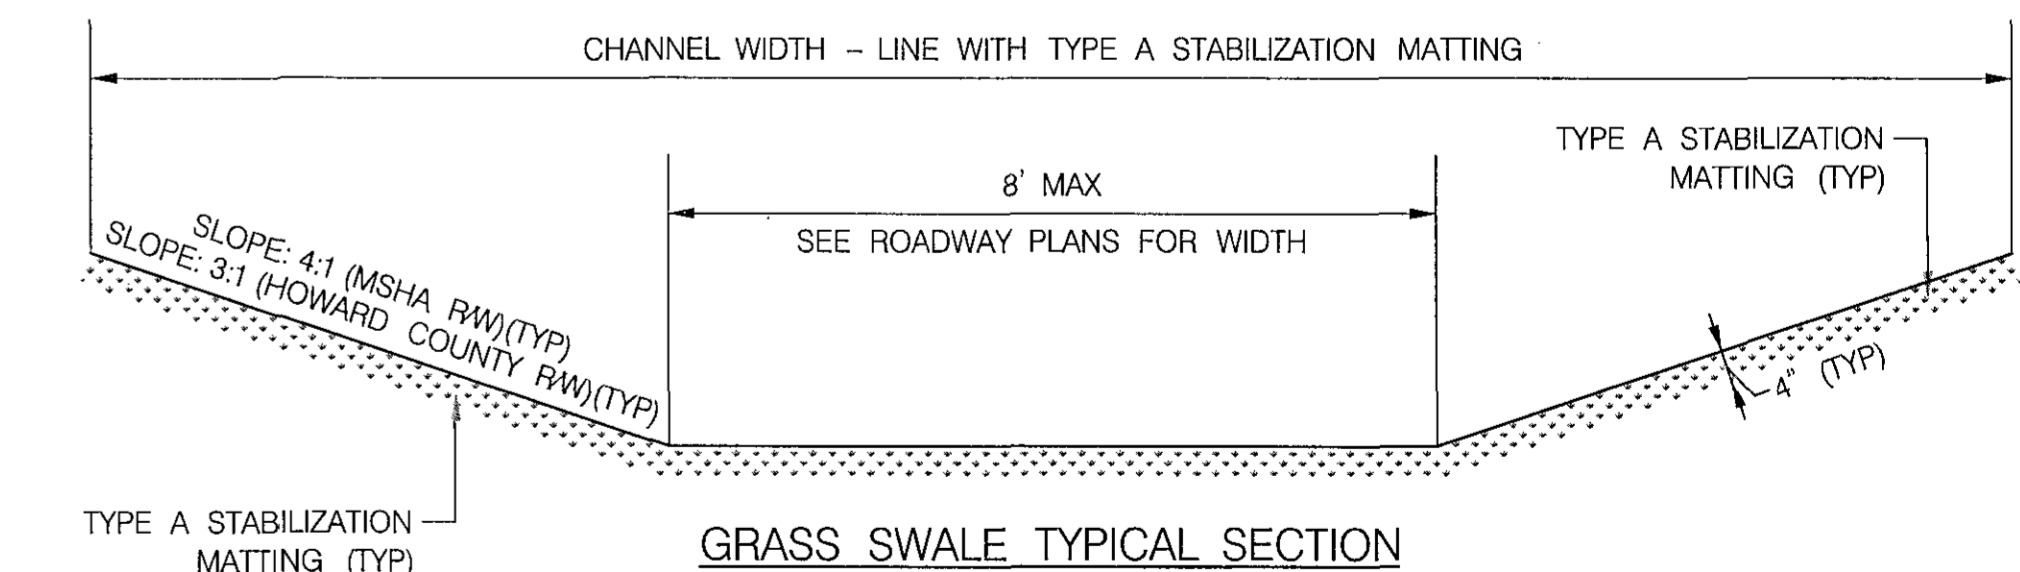 CHANNEL WIDTH - LINE WITH TYPE A STABILIZATION MATTING
TYPE A STABILIZATION
MATTING (TYP)
8' MAX
SEE ROADWAY PLANS FOR WIDTH
SLOPE: 4:1 (MSHA R/W)(TYP)
SLOPE: 3:1 (HOWARD COUNTY R/W)(TYP)
4" (TYP)
TYPE A STABILIZATION
MATTING (TYP)
GRASS SWALE TYPICAL SECTION